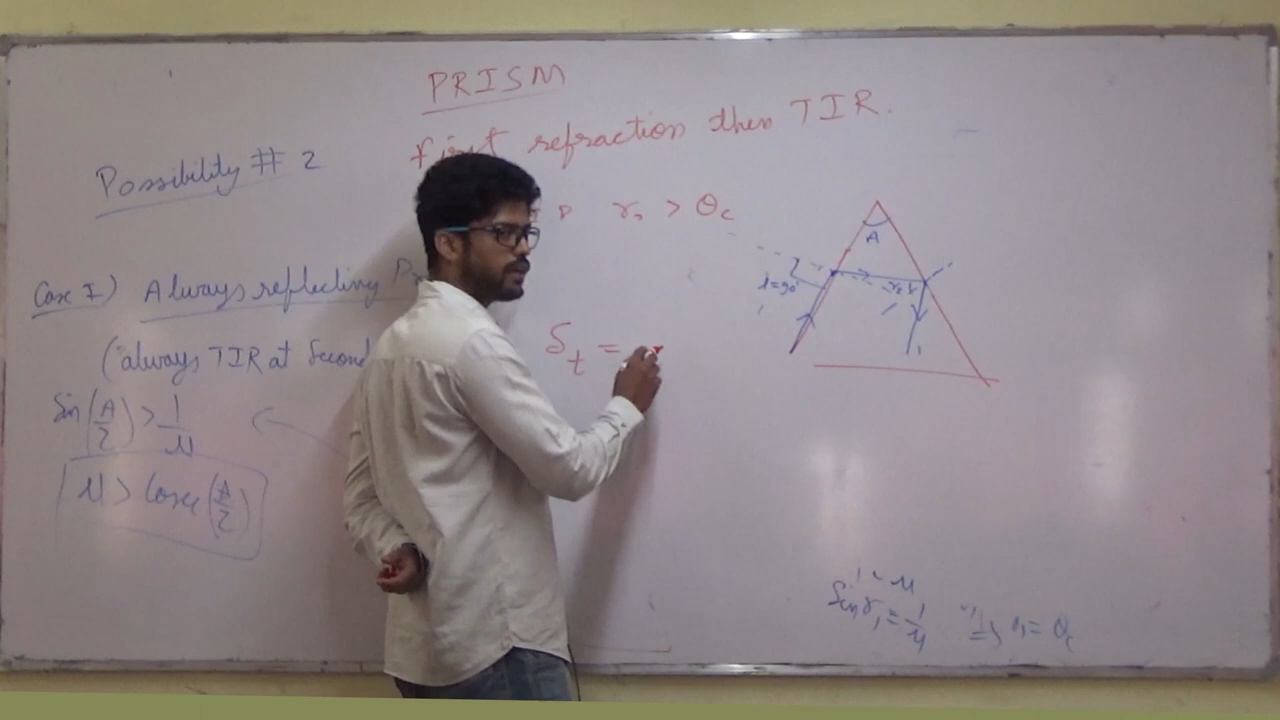 PRISM
first refraction then TIR.
Possibility # 2
r₂ > θc
Case I) Always reflecting
(always TIR at Second
Sin(A/2) > 1/μ
μ > Cosec(A/2)
δt =
A
i=90°
r₂
Sin r₁ = 1/μ ⇒ r₁ = θc